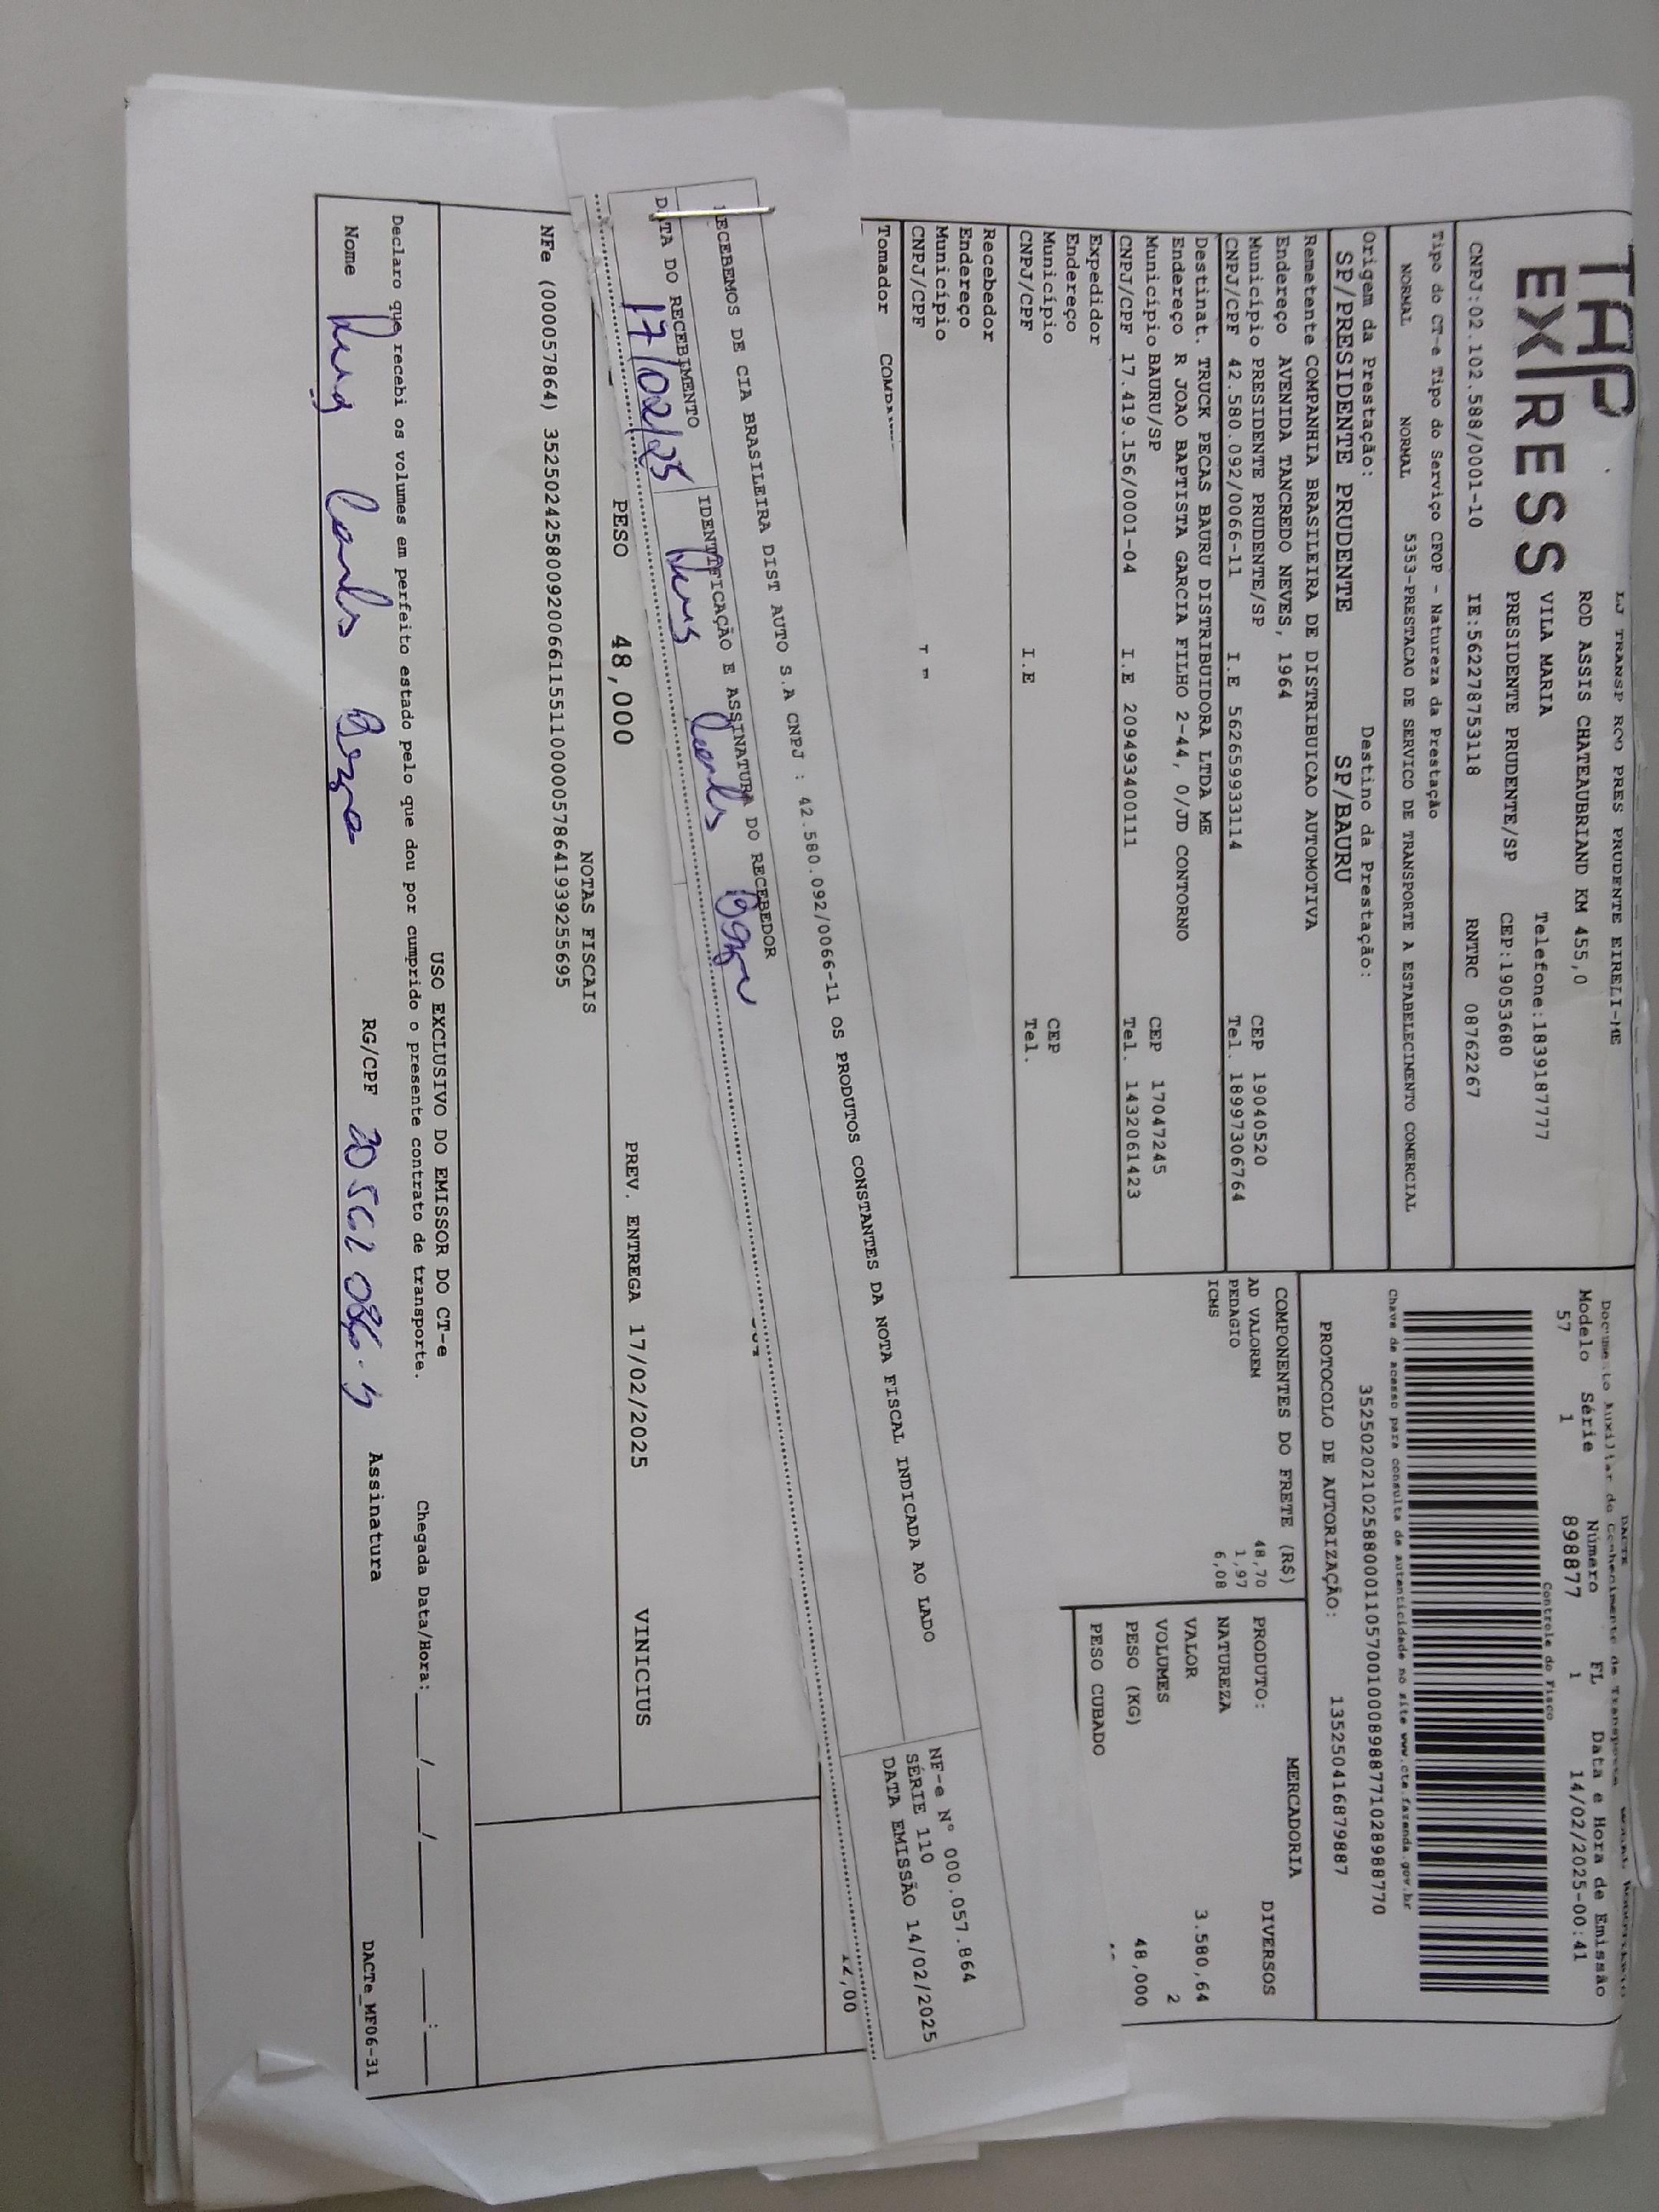 TAP
EXPRESS
LJ TRANSP ROD PRES PRUDENTE EIRELI-ME
ROD ASSIS CHATEAUBRIAND KM 455,0
VILA MARIA Telefone:1839187777
PRESIDENTE PRUDENTE/SP CEP:19053680
CNPJ:02.102.588/0001-10 IE:562278753118 RNTRC 08762267
Tipo do CT-e Tipo do Serviço CFOP - Natureza da Prestação
NORMAL NORMAL 5353-PRESTACAO DE SERVICO DE TRANSPORTE A ESTABELECIMENTO COMERCIAL
Origem da Prestação: Destino da Prestação:
SP/PRESIDENTE PRUDENTE SP/BAURU
Remetente COMPANHIA BRASILEIRA DE DISTRIBUICAO AUTOMOTIVA
Endereço AVENIDA TANCREDO NEVES, 1964
Município PRESIDENTE PRUDENTE/SP CEP 19040520
CNPJ/CPF 42.580.092/0066-11 I.E 562659933114 Tel. 18997306764
Destinat. TRUCK PECAS BAURU DISTRIBUIDORA LTDA ME
Endereço R JOAO BAPTISTA GARCIA FILHO 2-44, 0/JD CONTORNO
Município BAURU/SP CEP 17047245
CNPJ/CPF 17.419.156/0001-04 I.E 209493400111 Tel. 1432061423
Expedidor
Endereço
Município CEP
CNPJ/CPF I.E Tel.
Recebedor
Endereço
Município
CNPJ/CPF
Tomador
DACTE
Documento Auxiliar do Conhecimento de Transporte
Modelo Série Número FL Data e Hora de Emissão
57 1 898877 1 14/02/2025-00:41
Controle do Fisco
Chave de acesso para consulta de autenticidade no site www.cte.fazenda.gov.br
35250202102588000110570010008988771028988770
PROTOCOLO DE AUTORIZAÇÃO: 135250416879887
COMPONENTES DO FRETE (R$)
AD VALOREM 48,70
PEDAGIO 1,97
ICMS 6,08
MERCADORIA
PRODUTO: DIVERSOS
NATUREZA
VALOR 3.580,64
VOLUMES 2
PESO (KG) 48,000
PESO CUBADO
RECEBEMOS DE CIA BRASILEIRA DIST AUTO S.A CNPJ : 42.580.092/0066-11 OS PRODUTOS CONSTANTES DA NOTA FISCAL INDICADA AO LADO
DATA DO RECEBIMENTO IDENTIFICAÇÃO E ASSINATURA DO RECEBEDOR
17/02/25
NF-e Nº 000.057.864
SÉRIE 110
DATA EMISSÃO 14/02/2025
PESO 48,000 PREV. ENTREGA 17/02/2025 VINICIUS
NOTAS FISCAIS
NFe (000057864) 35250242580092006611551100000578641939255695
USO EXCLUSIVO DO EMISSOR DO CT-e
Declaro que recebi os volumes em perfeito estado pelo que dou por cumprido o presente contrato de transporte. Chegada Data/Hora:____/____/____ ____:____
Nome RG/CPF Assinatura
DACTe_MF06-31